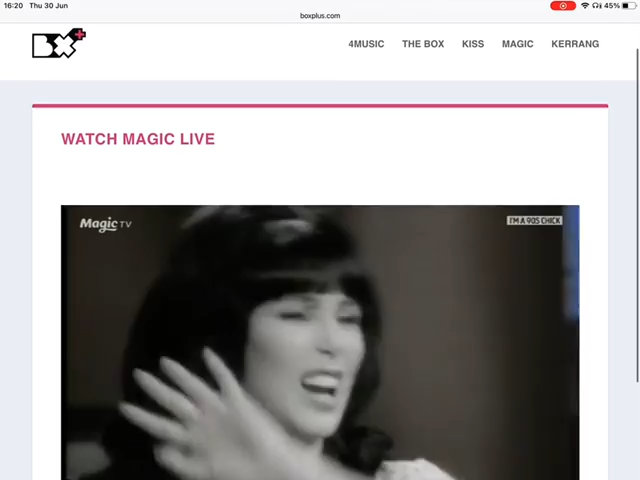 16:20 Thu 30 Jun
45%
boxplus.com
BX+
4MUSIC THE BOX KISS MAGIC KERRANG
WATCH MAGIC LIVE
Magic TV
I'M A 90S CHICK